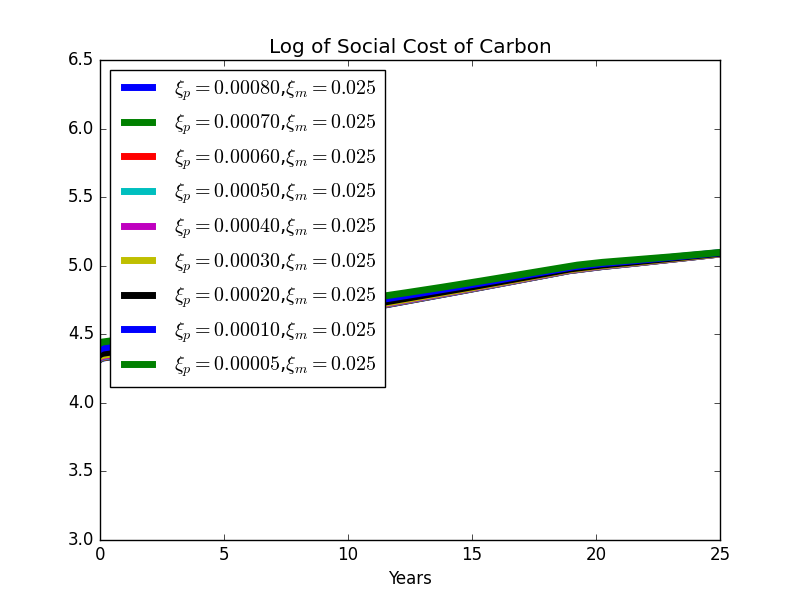 Log of Social Cost of Carbon
6.5
6.0
5.5
5.0
4.5
4.0
3.5
3.0
ξp = 0.00080,ξm = 0.025
ξp = 0.00070,ξm = 0.025
ξp = 0.00060,ξm = 0.025
ξp = 0.00050,ξm = 0.025
ξp = 0.00040,ξm = 0.025
ξp = 0.00030,ξm = 0.025
ξp = 0.00020,ξm = 0.025
ξp = 0.00010,ξm = 0.025
ξp = 0.00005,ξm = 0.025
0 5 10 15 20 25
Years